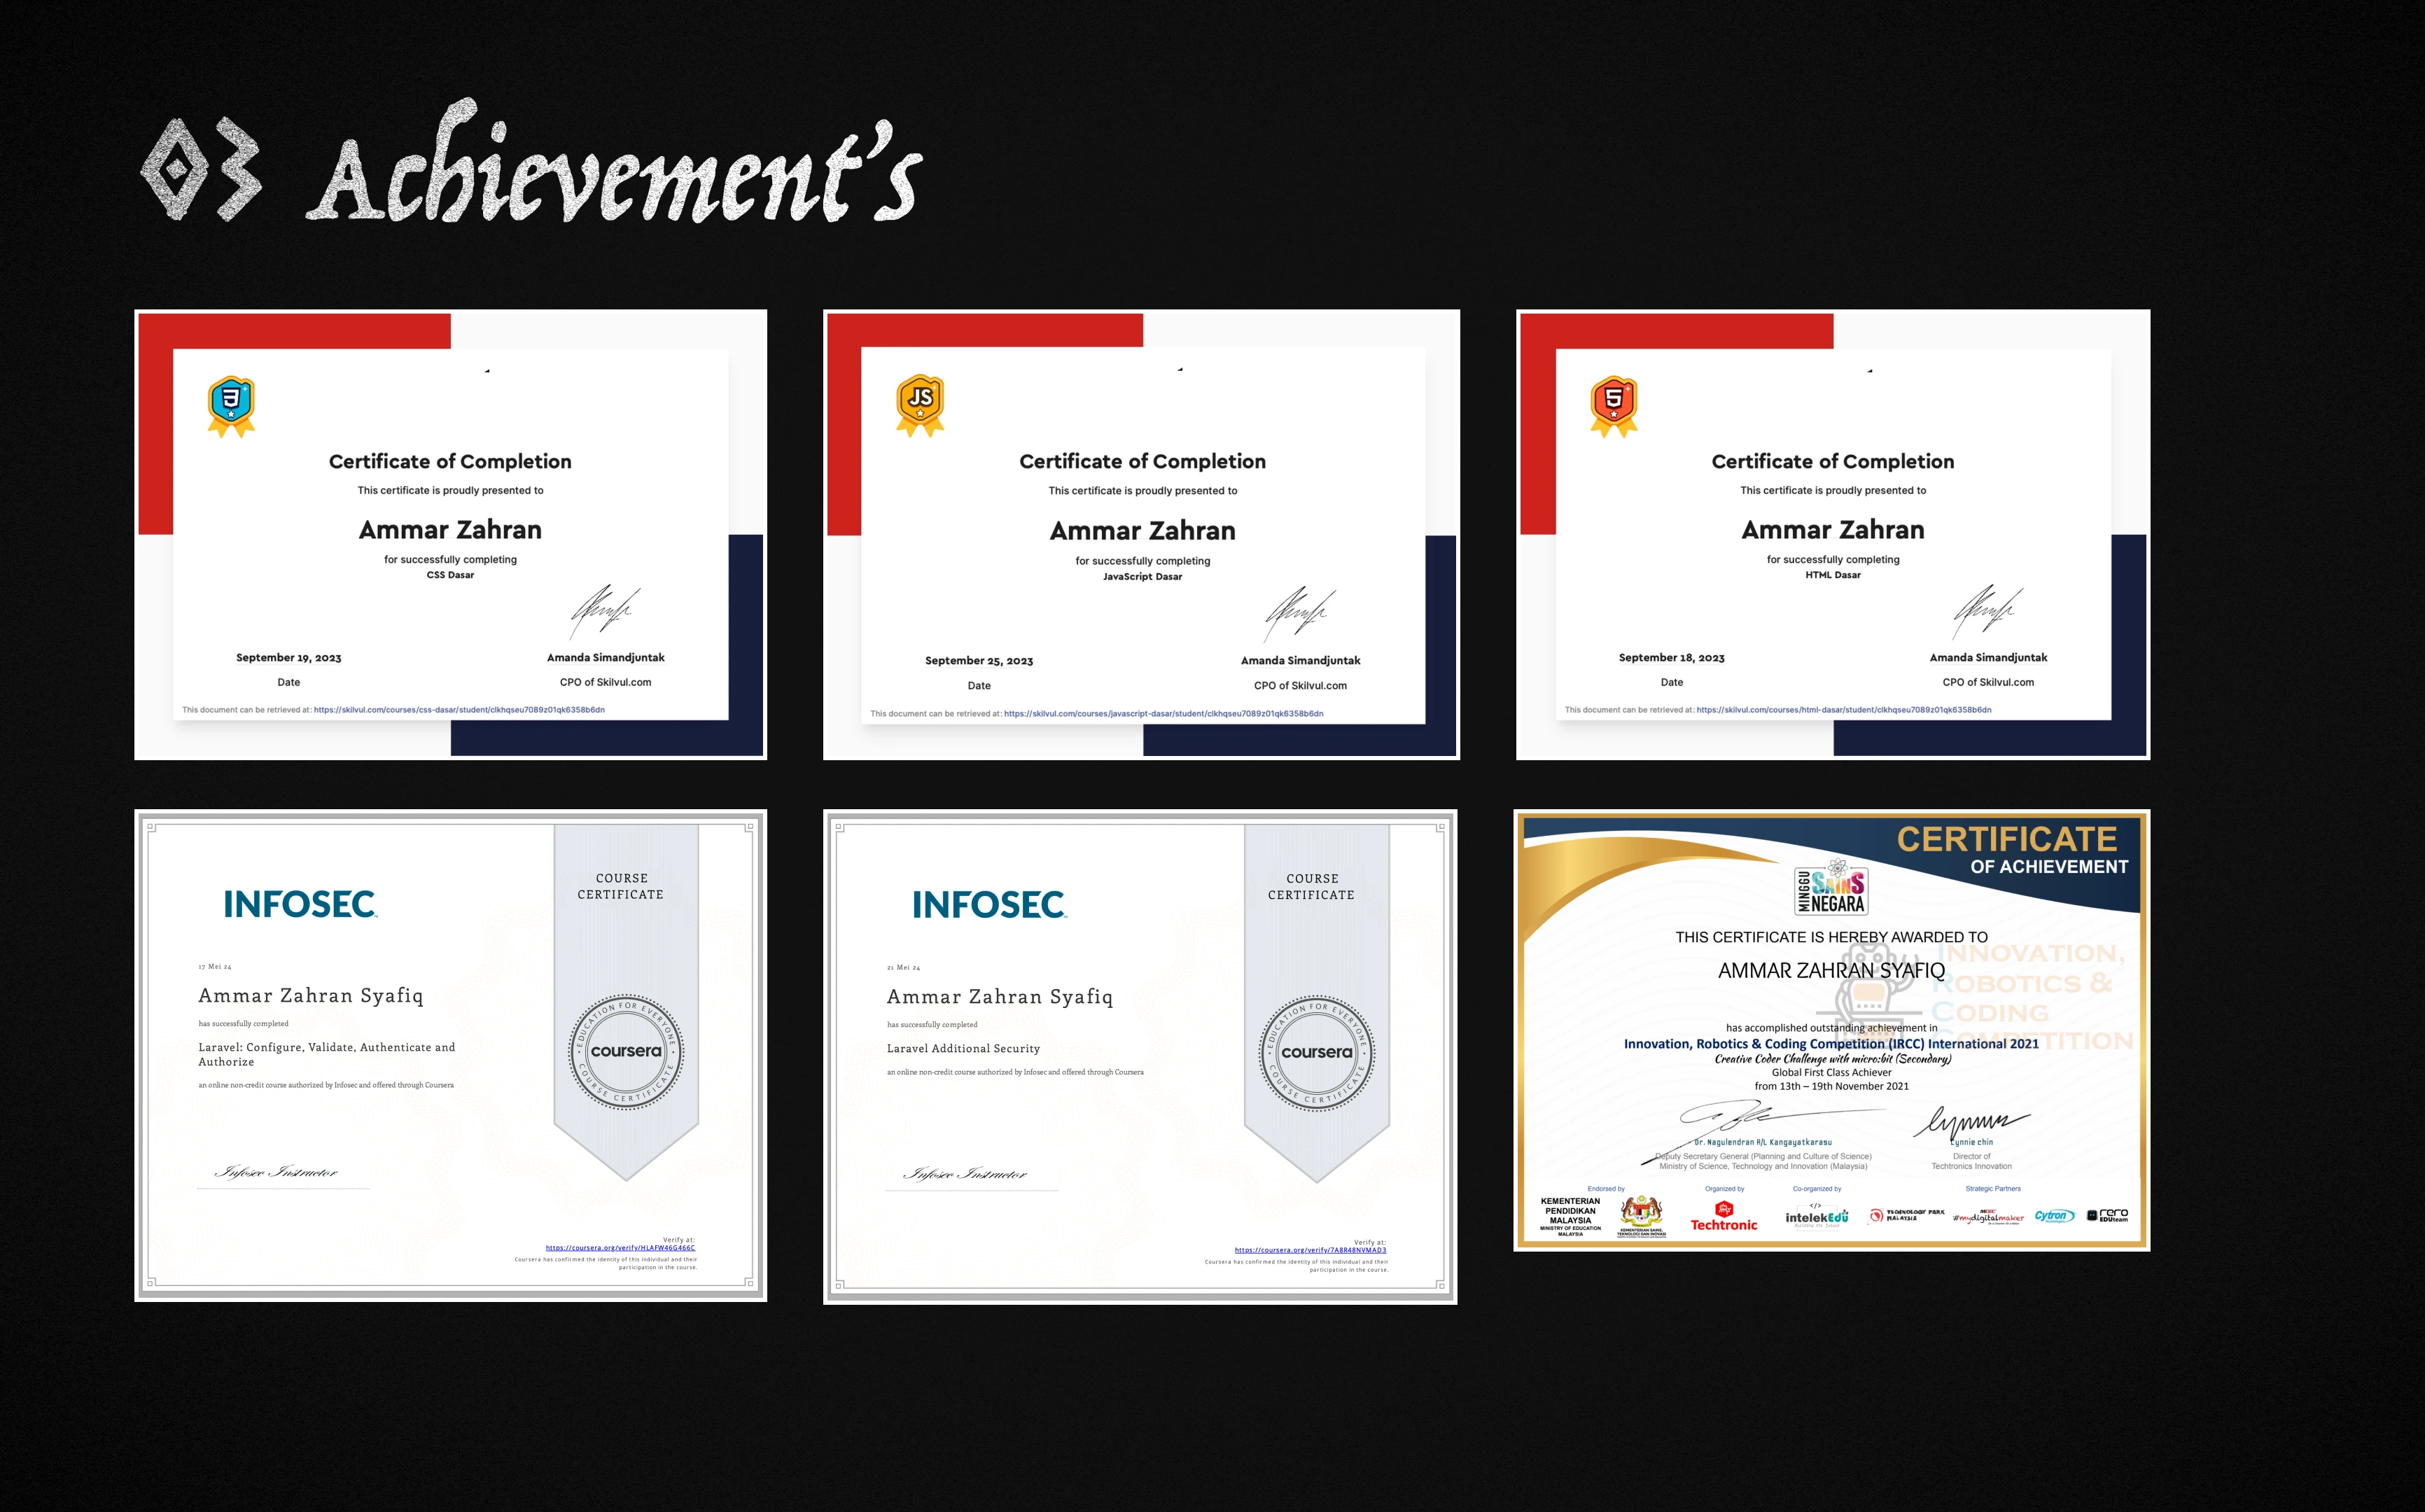 03 Achievement's
Certificate of Completion
This certificate is proudly presented to
Ammar Zahran
for successfully completing
CSS Dasar
September 19, 2023
Date
Amanda Simandjuntak
CPO of Skilvul.com
This document can be retrieved at: https://skilvul.com/courses/css-dasar/student/clkhqseu7089z01qk6358b6dn
JS
Certificate of Completion
This certificate is proudly presented to
Ammar Zahran
for successfully completing
JavaScript Dasar
September 25, 2023
Date
Amanda Simandjuntak
CPO of Skilvul.com
This document can be retrieved at: https://skilvul.com/courses/javascript-dasar/student/clkhqseu7089z01qk6358b6dn
5
Certificate of Completion
This certificate is proudly presented to
Ammar Zahran
for successfully completing
HTML Dasar
September 18, 2023
Date
Amanda Simandjuntak
CPO of Skilvul.com
This document can be retrieved at: https://skilvul.com/courses/html-dasar/student/clkhqseu7089z01qk6358b6dn
INFOSEC
COURSE
CERTIFICATE
17 Mei 24
Ammar Zahran Syafiq
has successfully completed
Laravel: Configure, Validate, Authenticate and
Authorize
an online non-credit course authorized by Infosec and offered through Coursera
EDUCATION FOR EVERYONE
coursera
COURSE CERTIFICATE
Infosec Instructor
Verify at:
https://coursera.org/verify/HLAFW46G466C
Coursera has confirmed the identity of this individual and their
participation in the course.
INFOSEC
COURSE
CERTIFICATE
21 Mei 24
Ammar Zahran Syafiq
has successfully completed
Laravel Additional Security
an online non-credit course authorized by Infosec and offered through Coursera
EDUCATION FOR EVERYONE
coursera
COURSE CERTIFICATE
Infosec Instructor
Verify at:
https://coursera.org/verify/7A8R48NVMAD3
Coursera has confirmed the identity of this individual and their
participation in the course.
CERTIFICATE
OF ACHIEVEMENT
MINGGU
SAINS
NEGARA
THIS CERTIFICATE IS HEREBY AWARDED TO
AMMAR ZAHRAN SYAFIQ
INNOVATION,
ROBOTICS &
CODING
COMPETITION
has accomplished outstanding achievement in
Innovation, Robotics & Coding Competition (IRCC) International 2021
Creative Coder Challenge with micro:bit (Secondary)
Global First Class Achiever
from 13th – 19th November 2021
Dr. Nagulendran A/L Kangayatkarasu
Deputy Secretary General (Planning and Culture of Science)
Ministry of Science, Technology and Innovation (Malaysia)
Lynnie chin
Director of
Techtronics Innovation
Endorsed by
Organized by
Co-organized by
Strategic Partners
KEMENTERIAN
PENDIDIKAN
MALAYSIA
MINISTRY OF EDUCATION
MALAYSIA
KEMENTERIAN SAINS,
TEKNOLOGI DAN INOVASI
Techtronic
</>
intelekEdu
TECHNOLOGY PARK
MALAYSIA
#mydigitalmaker
Cytron
rero
EDUteam